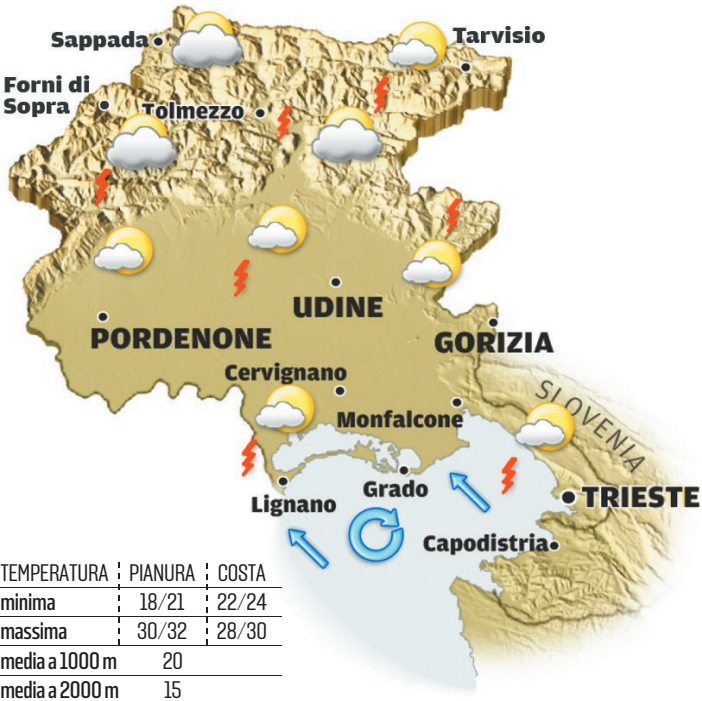 Sappada
Tarvisio
Forni di
Sopra
Tolmezzo
UDINE
PORDENONE
GORIZIA
Cervignano
SLOVENIA
Monfalcone
Grado
Lignano
TRIESTE
Capodistria
TEMPERATURA PIANURA COSTA
minima 18/21 22/24
massima 30/32 28/30
media a 1000 m 20
media a 2000 m 15